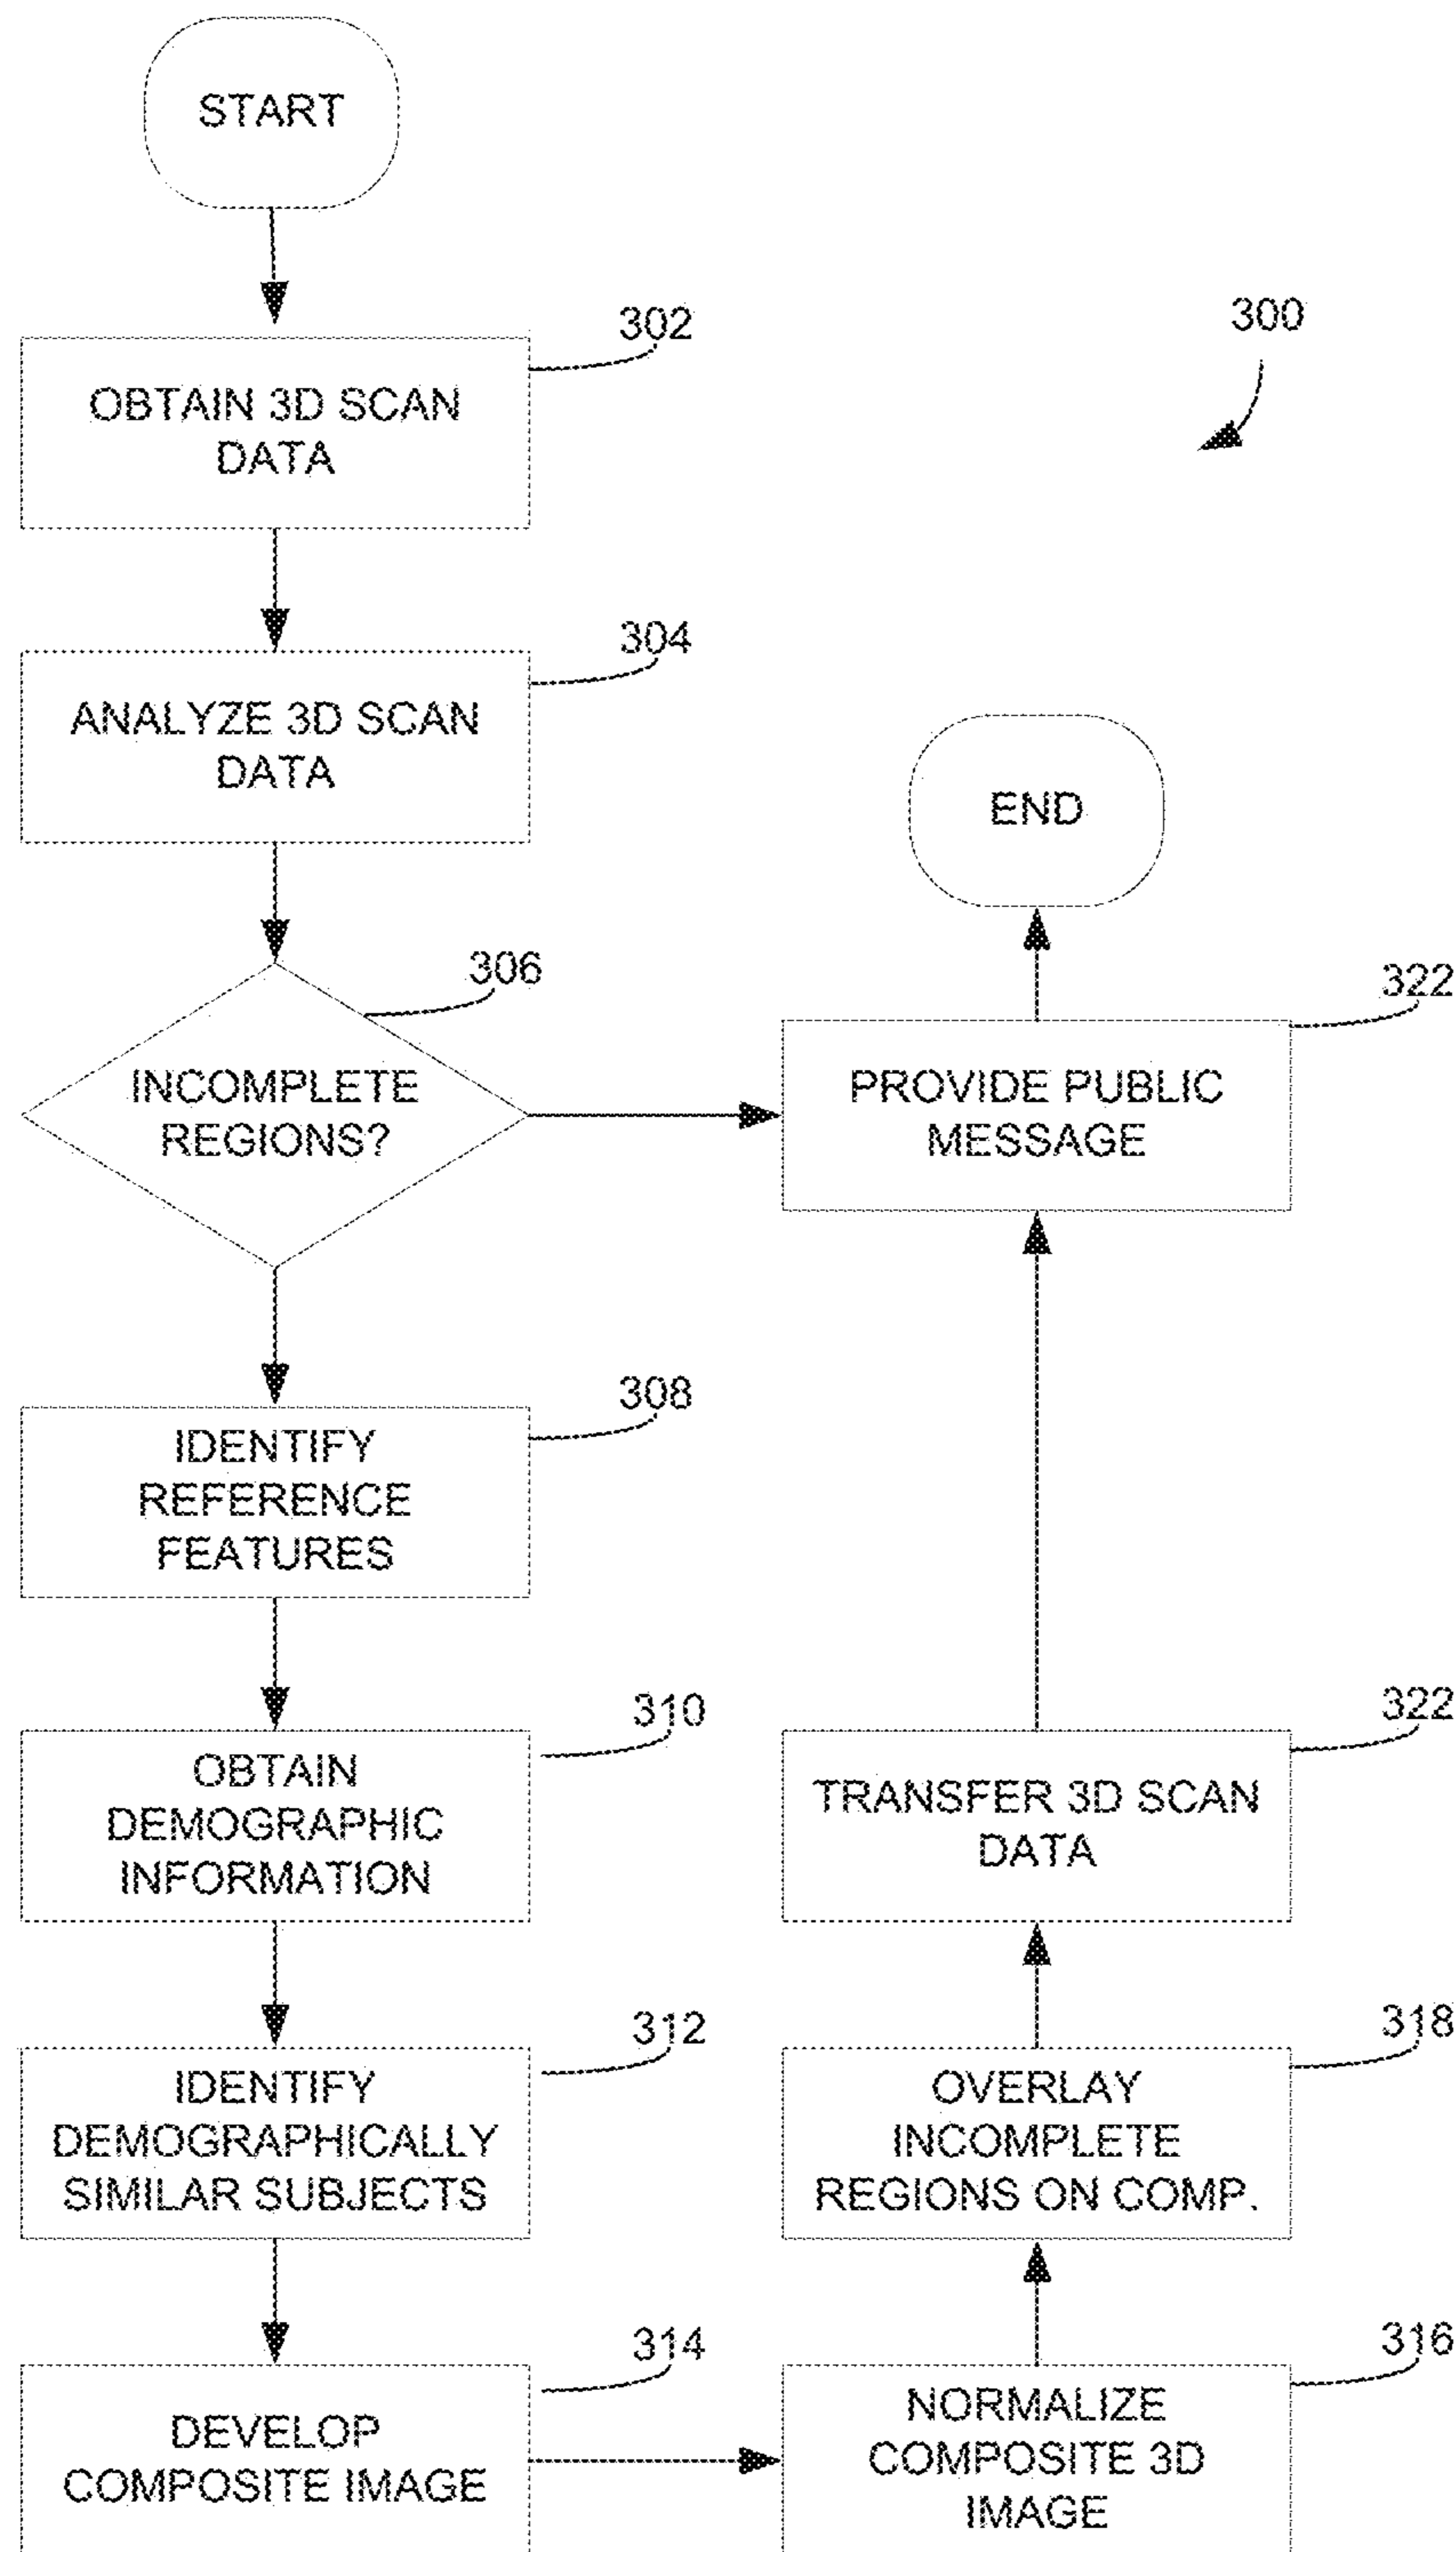 START
302
300
OBTAIN 3D SCAN
DATA
304
ANALYZE 3D SCAN
DATA
END
306
322
INCOMPLETE
REGIONS?
PROVIDE PUBLIC
MESSAGE
308
IDENTIFY
REFERENCE
FEATURES
310
322
OBTAIN
DEMOGRAPHIC
INFORMATION
TRANSFER 3D SCAN
DATA
312
318
IDENTIFY
DEMOGRAPHICALLY
SIMILAR SUBJECTS
OVERLAY
INCOMPLETE
REGIONS ON COMP.
314
316
DEVELOP
COMPOSITE IMAGE
NORMALIZE
COMPOSITE 3D
IMAGE